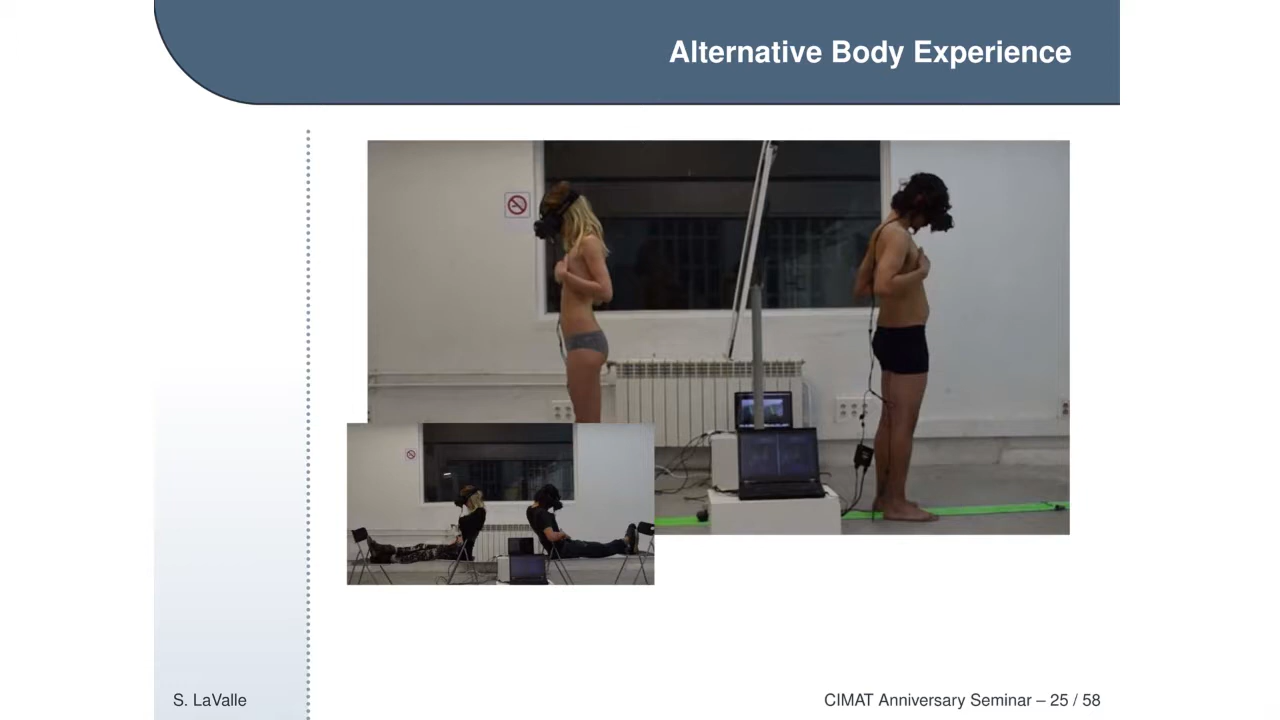 Alternative Body Experience
S. LaValle
CIMAT Anniversary Seminar – 25 / 58